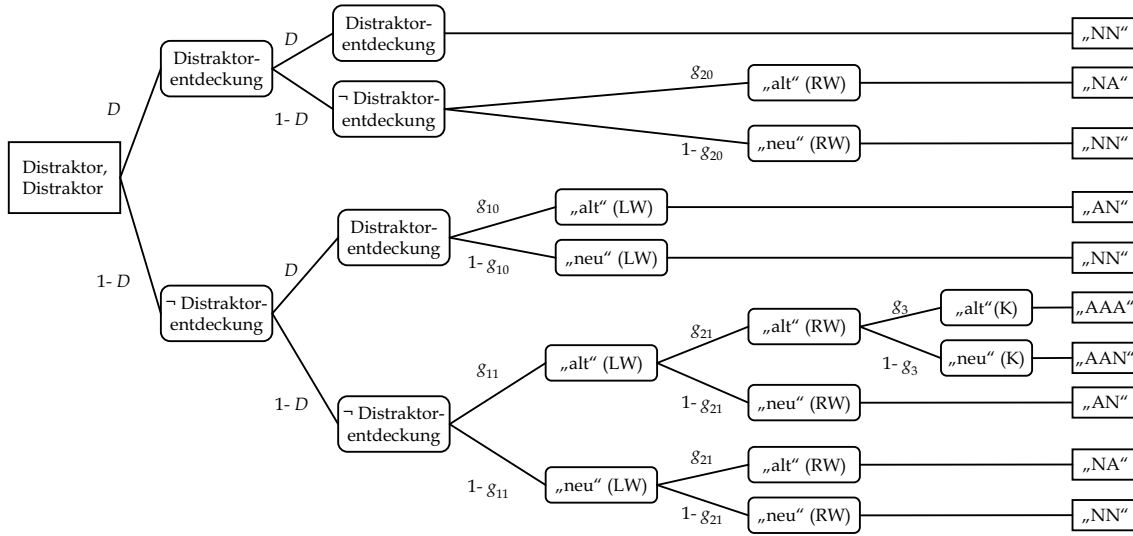 Distraktor-
entdeckung
„NN“
D
Distraktor-
entdeckung
g20
„alt“ (RW)
„NA“
D
¬ Distraktor-
entdeckung
1- D
1- g20
„neu“ (RW)
„NN“
Distraktor,
Distraktor
g10
„alt“ (LW)
„AN“
Distraktor-
entdeckung
1- g10
„neu“ (LW)
„NN“
1- D
D
¬ Distraktor-
entdeckung
g3
„alt“(K)
„AAA“
g21
„alt“ (RW)
1- g3
„neu“ (K)
„AAN“
g11
„alt“ (LW)
1- D
1- g21
„neu“ (RW)
„AN“
¬ Distraktor-
entdeckung
g21
„alt“ (RW)
„NA“
1- g11
„neu“ (LW)
1- g21
„neu“ (RW)
„NN“